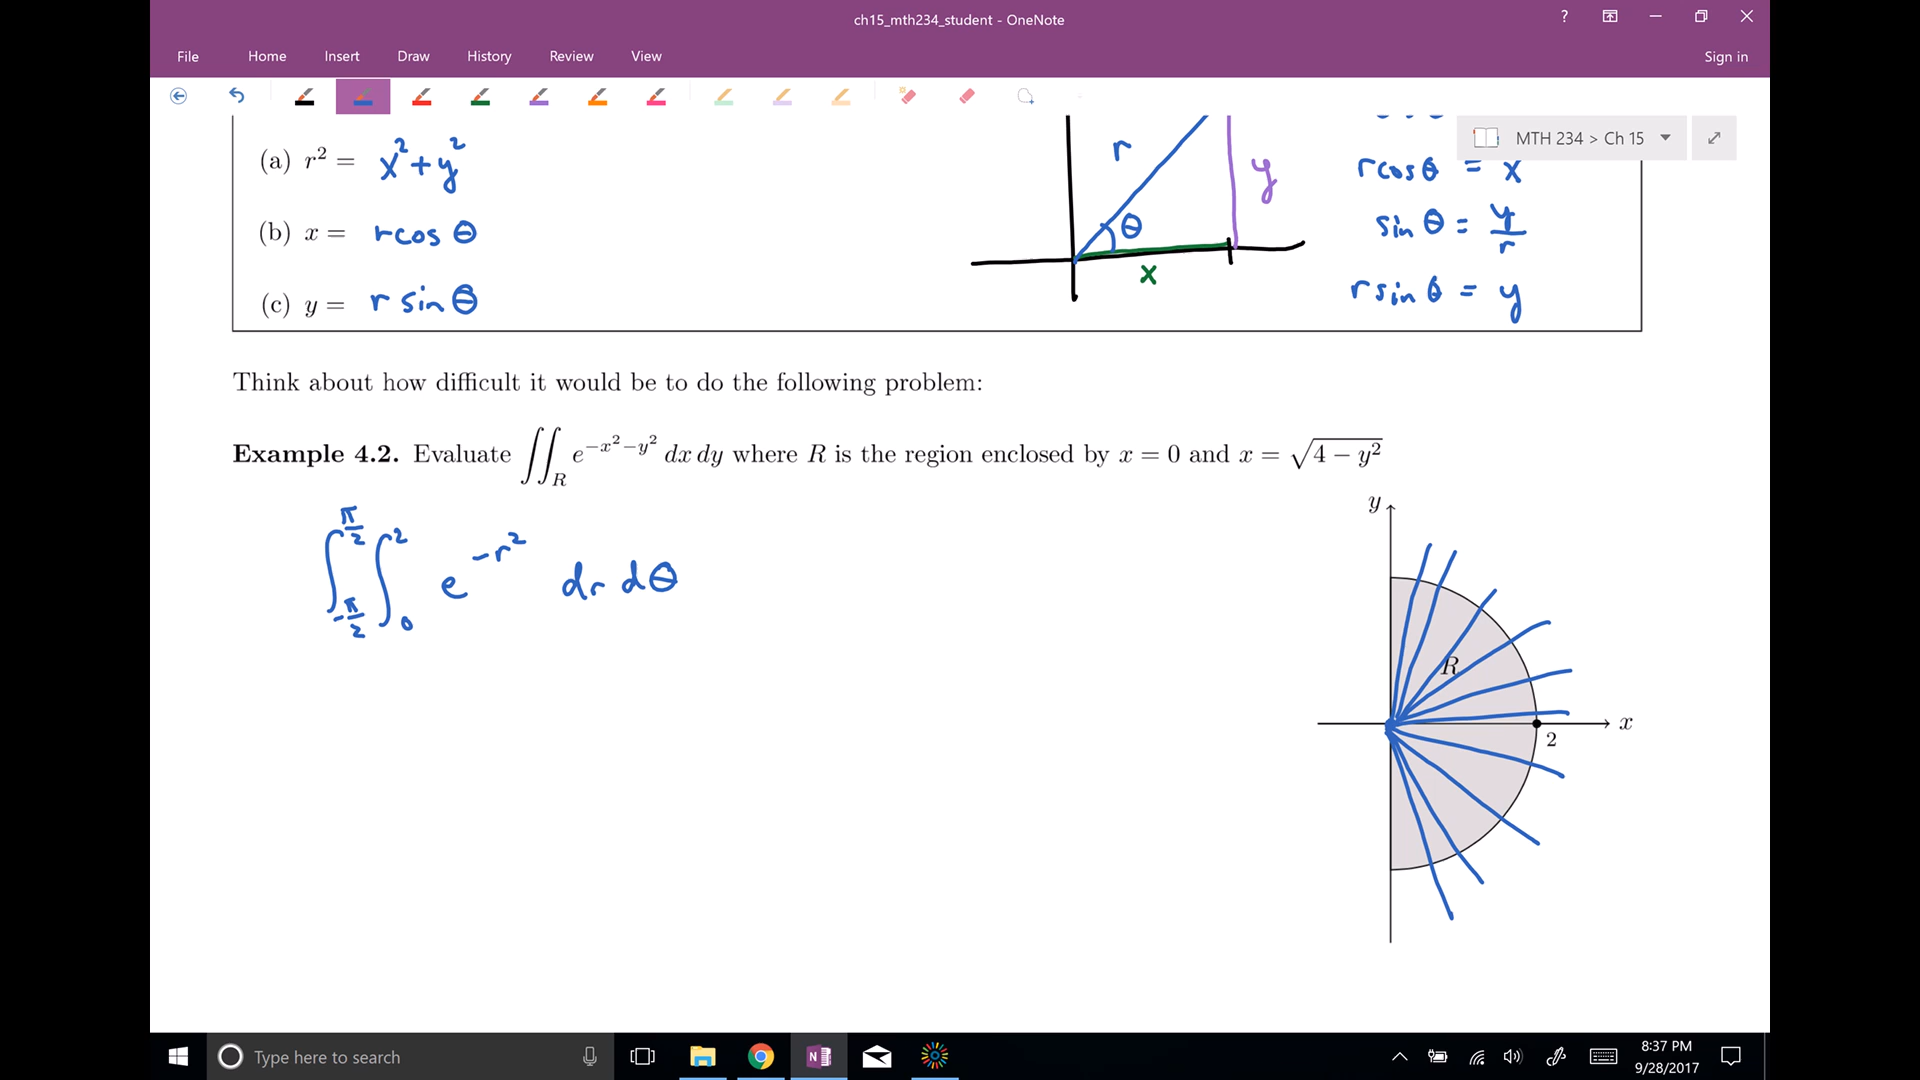 ch15_mth234_student - OneNote
?
File Home Insert Draw History Review View Sign in
MTH 234 > Ch 15
(a) r² = x² + y²
(b) x = r cos θ
(c) y = r sin θ
r
θ
y
x
r cos θ = x
sin θ = y/r
r sin θ = y
Think about how difficult it would be to do the following problem:
Example 4.2. Evaluate ∬_R e^{-x²-y²} dx dy where R is the region enclosed by x = 0 and x = √(4 − y²)
∫_{-π/2}^{π/2} ∫_0^2 e^{-r²} dr dθ
y
R
x
2
Type here to search
8:37 PM
9/28/2017